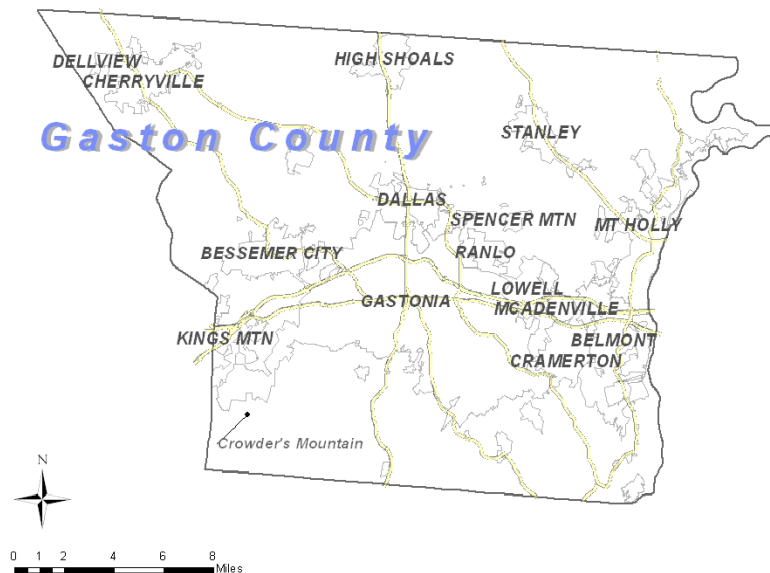 DELLVIEW
CHERRYVILLE
HIGH SHOALS
Gaston County
STANLEY
DALLAS
SPENCER MTN
MT HOLLY
BESSEMER CITY
RANLO
LOWELL
GASTONIA
MCADENVILLE
KINGS MTN
BELMONT
CRAMERTON
Crowder's Mountain
N
0 1 2 4 6 8
Miles